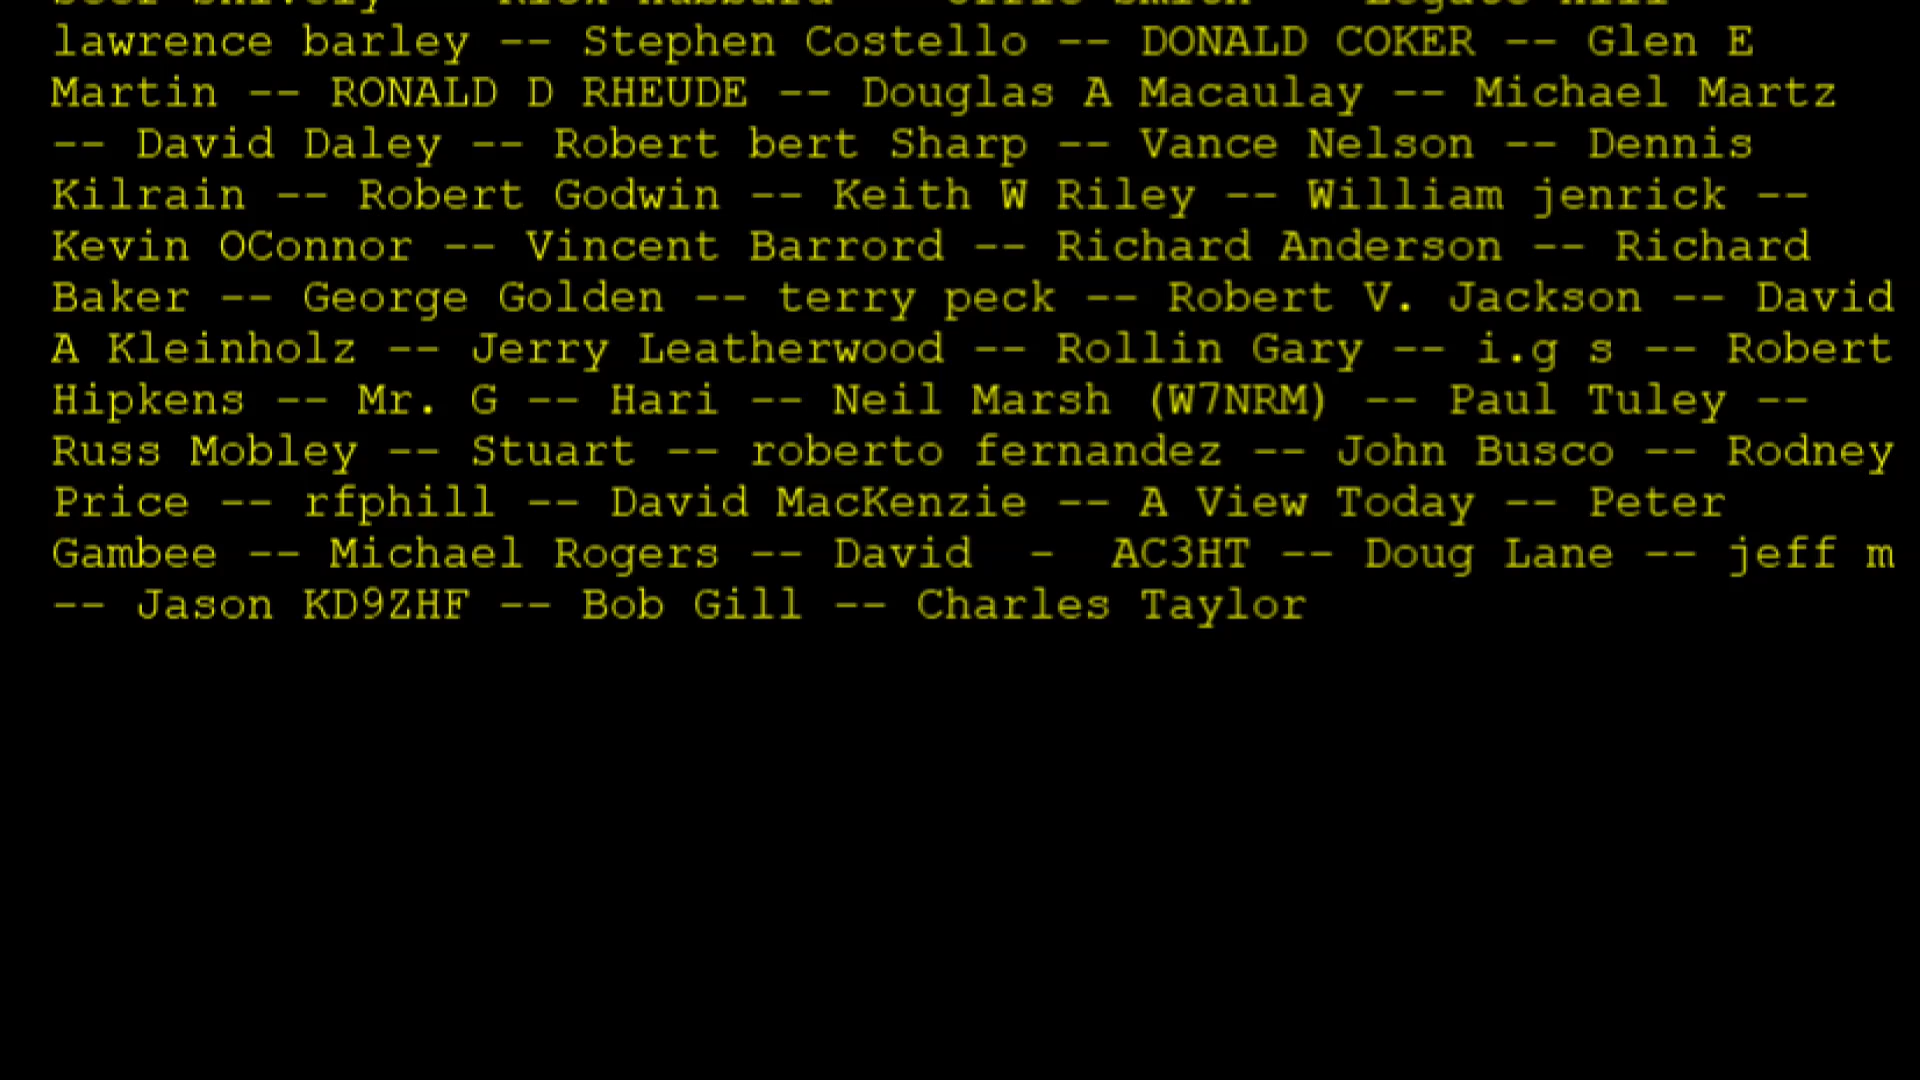 lawrence barley -- Stephen Costello -- DONALD COKER -- Glen E
Martin -- RONALD D RHEUDE -- Douglas A Macaulay -- Michael Martz
-- David Daley -- Robert bert Sharp -- Vance Nelson -- Dennis
Kilrain -- Robert Godwin -- Keith W Riley -- William jenrick --
Kevin OConnor -- Vincent Barrord -- Richard Anderson -- Richard
Baker -- George Golden -- terry peck -- Robert V. Jackson -- David
A Kleinholz -- Jerry Leatherwood -- Rollin Gary -- i.g s -- Robert
Hipkens -- Mr. G -- Hari -- Neil Marsh (W7NRM) -- Paul Tuley --
Russ Mobley -- Stuart -- roberto fernandez -- John Busco -- Rodney
Price -- rfphill -- David MacKenzie -- A View Today -- Peter
Gambee -- Michael Rogers -- David  -  AC3HT -- Doug Lane -- jeff m
-- Jason KD9ZHF -- Bob Gill -- Charles Taylor